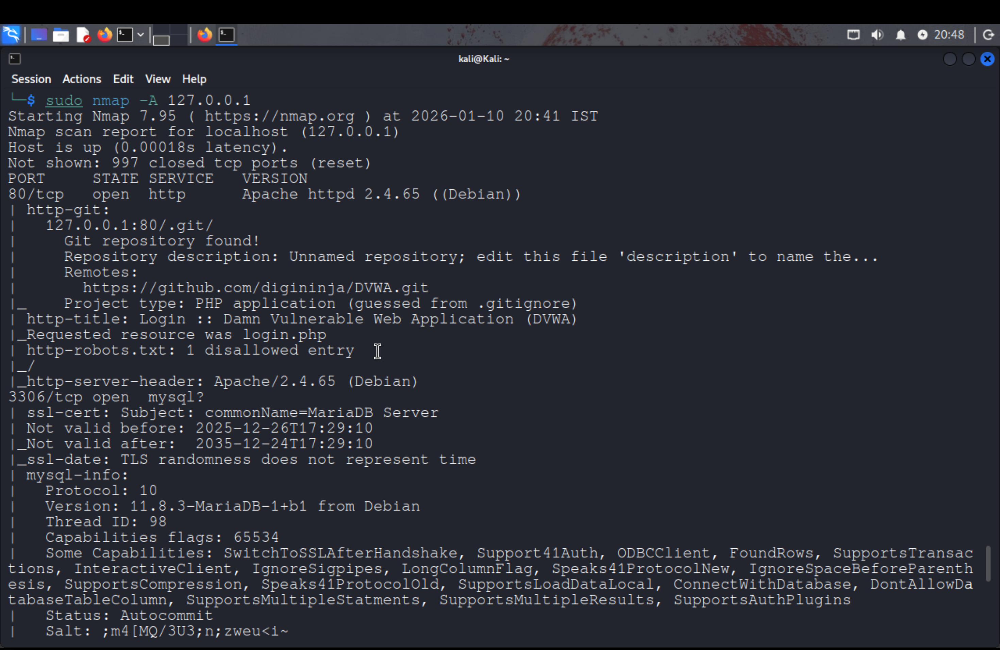 20:48
kali@Kali: ~
Session Actions Edit View Help
└─$ sudo nmap -A 127.0.0.1
Starting Nmap 7.95 ( https://nmap.org ) at 2026-01-10 20:41 IST
Nmap scan report for localhost (127.0.0.1)
Host is up (0.00018s latency).
Not shown: 997 closed tcp ports (reset)
PORT     STATE SERVICE   VERSION
80/tcp   open  http      Apache httpd 2.4.65 ((Debian))
| http-git:
|   127.0.0.1:80/.git/
|     Git repository found!
|     Repository description: Unnamed repository; edit this file 'description' to name the...
|     Remotes:
|       https://github.com/digininja/DVWA.git
|_    Project type: PHP application (guessed from .gitignore)
| http-title: Login :: Damn Vulnerable Web Application (DVWA)
|_Requested resource was login.php
| http-robots.txt: 1 disallowed entry
|_/
|_http-server-header: Apache/2.4.65 (Debian)
3306/tcp open  mysql?
| ssl-cert: Subject: commonName=MariaDB Server
| Not valid before: 2025-12-26T17:29:10
|_Not valid after:  2035-12-24T17:29:10
|_ssl-date: TLS randomness does not represent time
| mysql-info:
|   Protocol: 10
|   Version: 11.8.3-MariaDB-1+b1 from Debian
|   Thread ID: 98
|   Capabilities flags: 65534
|   Some Capabilities: SwitchToSSLAfterHandshake, Support41Auth, ODBCClient, FoundRows, SupportsTransac
tions, InteractiveClient, IgnoreSigpipes, LongColumnFlag, Speaks41ProtocolNew, IgnoreSpaceBeforeParenth
esis, SupportsCompression, Speaks41ProtocolOld, SupportsLoadDataLocal, ConnectWithDatabase, DontAllowDa
tabaseTableColumn, SupportsMultipleStatments, SupportsMultipleResults, SupportsAuthPlugins
|   Status: Autocommit
|   Salt: ;m4[MQ/3U3;n;zweu<i~